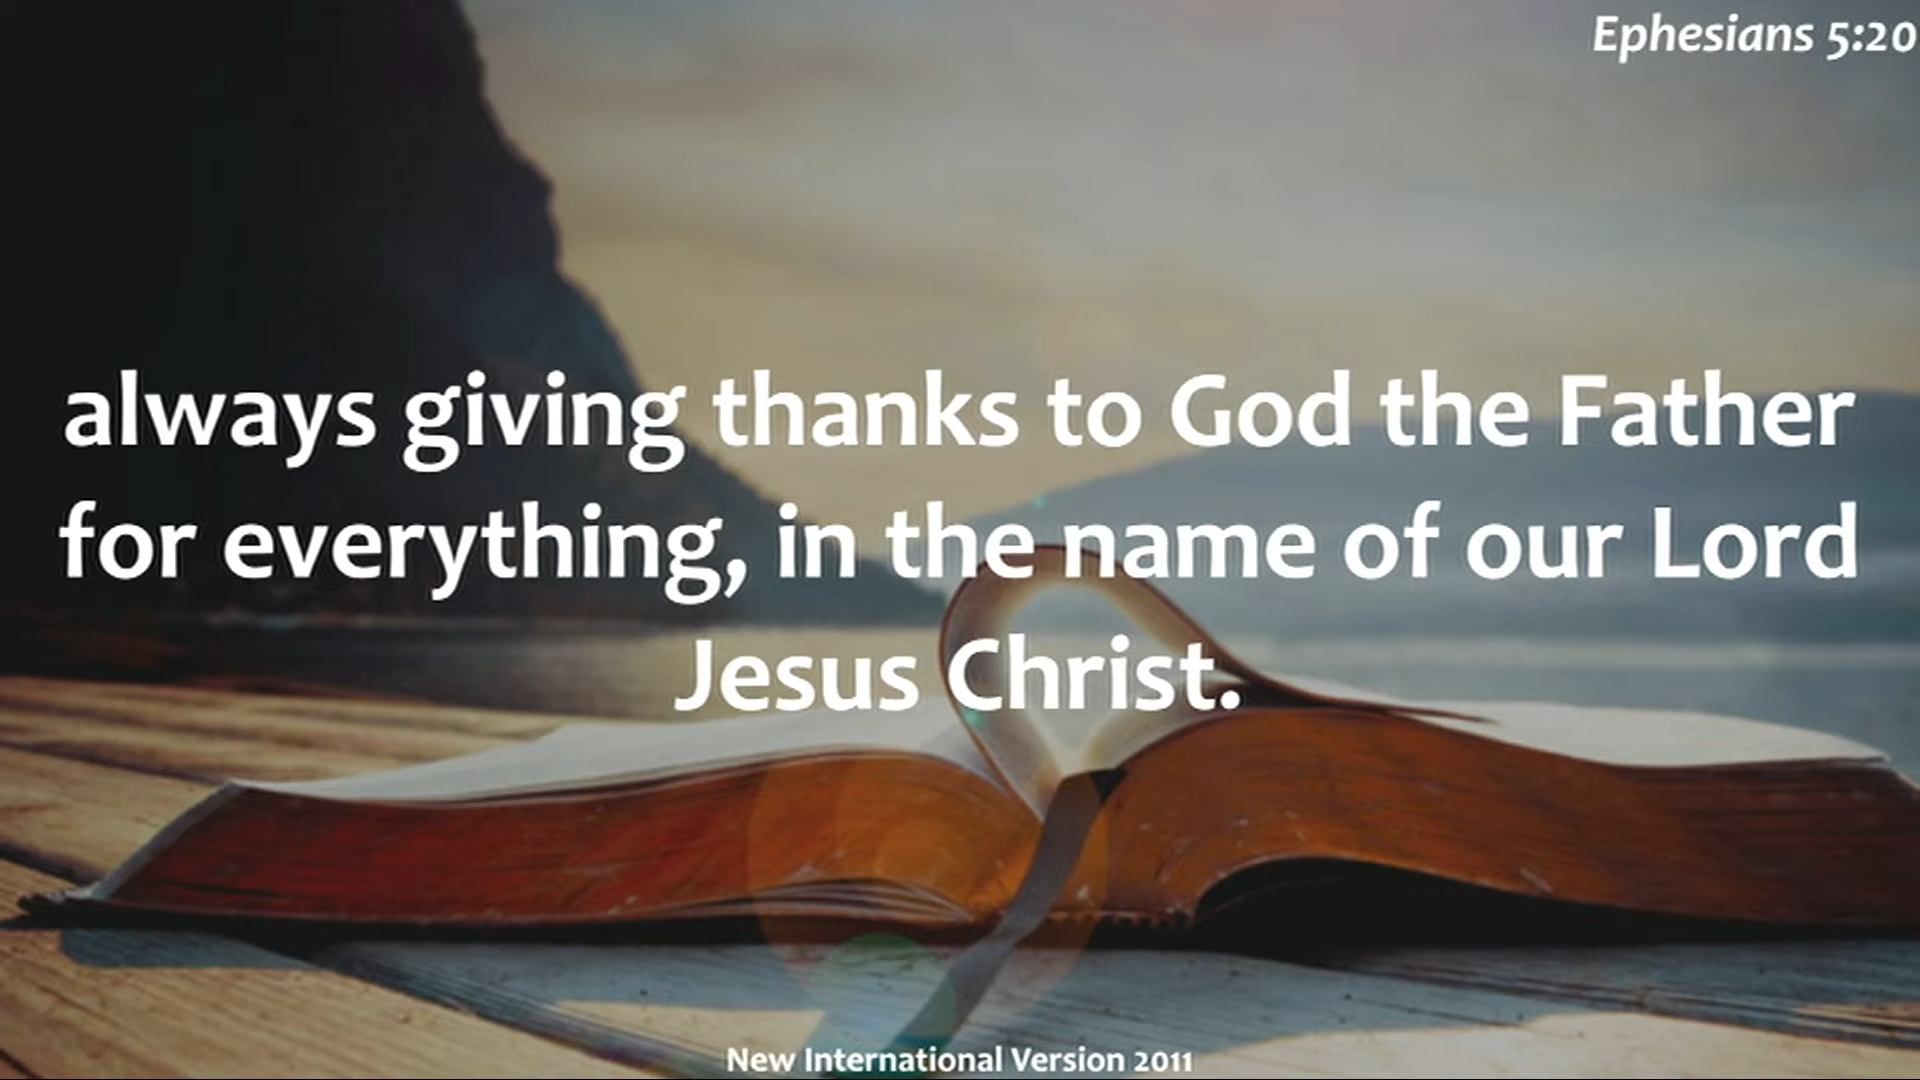 Ephesians 5:20
always giving thanks to God the Father
for everything, in the name of our Lord
Jesus Christ.
New International Version 2011